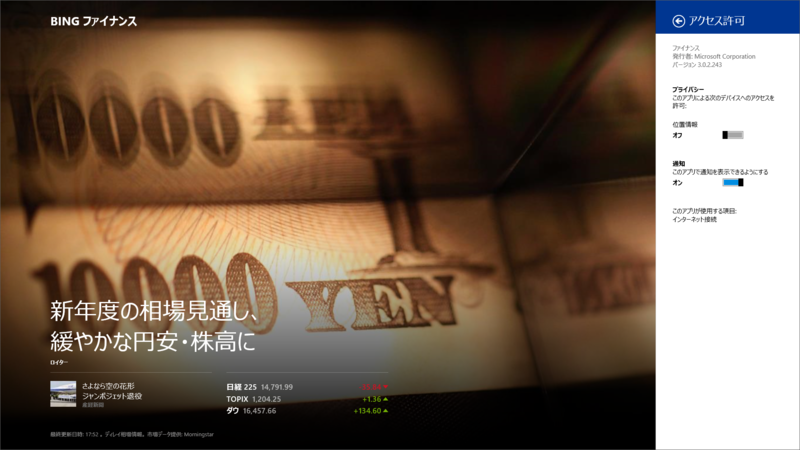 BING ファイナンス
10000 YEN
10000 YEN
新年度の相場見通し、
緩やかな円安・株高に
ロイター
さよなら空の花形
ジャンボジェット退役
産経新聞
日経 225 14,791.99
TOPIX 1,204.25 +1.36
ダウ 16,457.66 +134.60
最終更新日時: 17:52 。ディレイ相場情報。市場データ提供: Morningstar
アクセス許可
ファイナンス
発行者: Microsoft Corporation
バージョン 3.0.2.243
プライバシー
このアプリによる次のデバイスへのアクセスを
許可:
位置情報
オフ
通知
このアプリで通知を表示できるようにする
オン
このアプリが使用する項目:
インターネット接続